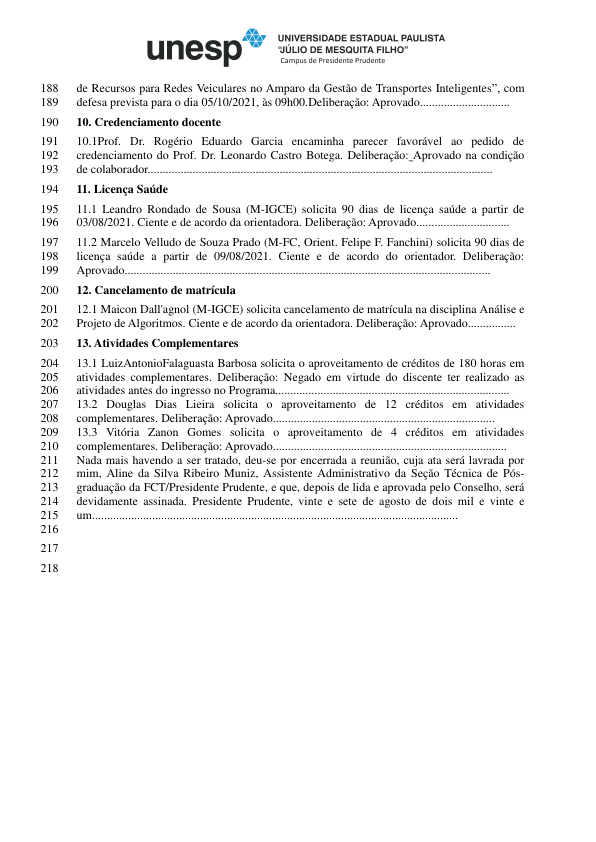 unesp
UNIVERSIDADE ESTADUAL PAULISTA
“JÚLIO DE MESQUITA FILHO”
Campus de Presidente Prudente
188 de Recursos para Redes Veiculares no Amparo da Gestão de Transportes Inteligentes”, com
189 defesa prevista para o dia 05/10/2021, às 09h00.Deliberação: Aprovado..............................
190 10. Credenciamento docente
191 10.1Prof. Dr. Rogério Eduardo Garcia encaminha parecer favorável ao pedido de
192 credenciamento do Prof. Dr. Leonardo Castro Botega. Deliberação:_Aprovado na condição
193 de colaborador...................................................................................................................
194 11. Licença Saúde
195 11.1 Leandro Rondado de Sousa (M-IGCE) solicita 90 dias de licença saúde a partir de
196 03/08/2021. Ciente e de acordo da orientadora. Deliberação: Aprovado...............................
197 11.2 Marcelo Velludo de Souza Prado (M-FC, Orient. Felipe F. Fanchini) solicita 90 dias de
198 licença saúde a partir de 09/08/2021. Ciente e de acordo do orientador. Deliberação:
199 Aprovado..........................................................................................................................
200 12. Cancelamento de matrícula
201 12.1 Maicon Dall'agnol (M-IGCE) solicita cancelamento de matrícula na disciplina Análise e
202 Projeto de Algoritmos. Ciente e de acordo da orientadora. Deliberação: Aprovado................
203 13. Atividades Complementares
204 13.1 LuizAntonioFalaguasta Barbosa solicita o aproveitamento de créditos de 180 horas em
205 atividades complementares. Deliberação: Negado em virtude do discente ter realizado as
206 atividades antes do ingresso no Programa..............................................................................
207 13.2 Douglas Dias Lieira solicita o aproveitamento de 12 créditos em atividades
208 complementares. Deliberação: Aprovado..........................................................................
209 13.3 Vitória Zanon Gomes solicita o aproveitamento de 4 créditos em atividades
210 complementares. Deliberação: Aprovado..............................................................................
211 Nada mais havendo a ser tratado, deu-se por encerrada a reunião, cuja ata será lavrada por
212 mim, Aline da Silva Ribeiro Muniz, Assistente Administrativo da Seção Técnica de Pós-
213 graduação da FCT/Presidente Prudente, e que, depois de lida e aprovada pelo Conselho, será
214 devidamente assinada. Presidente Prudente, vinte e sete de agosto de dois mil e vinte e
215 um..........................................................................................................................
216
217
218